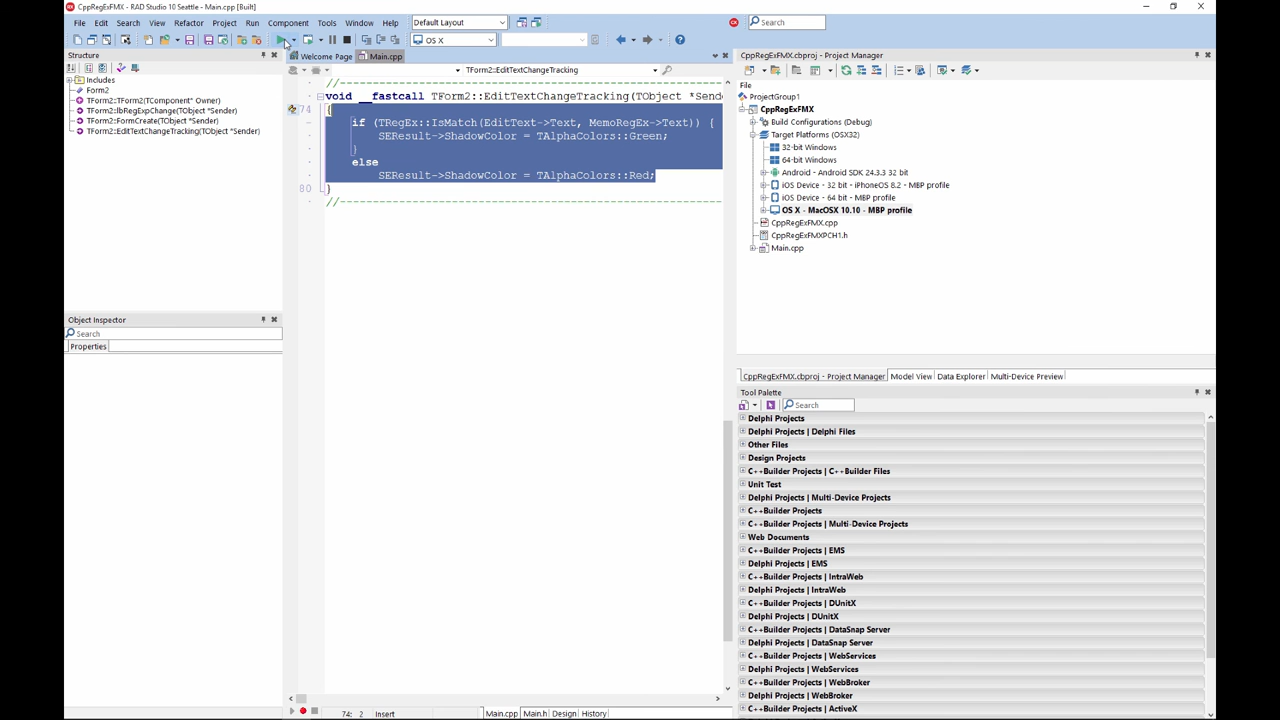 CppRegExFMX - RAD Studio 10 Seattle - Main.cpp [Built]
File Edit Search View Refactor Project Run Component Tools Window Help
Default Layout
Search
OS X
Structure
Welcome Page
Main.cpp
CppRegExFMX.cbproj - Project Manager
TForm2::EditTextChangeTracking
Includes
Form2
TForm2::TForm2(TComponent* Owner)
TForm2::lbRegExpChange(TObject *Sender)
TForm2::FormCreate(TObject *Sender)
TForm2::EditTextChangeTracking(TObject *Sender)
//--------------------------------------------------
void __fastcall TForm2::EditTextChangeTracking(TObject *Sende
74 {
if (TRegEx::IsMatch(EditText->Text, MemoRegEx->Text)) {
SEResult->ShadowColor = TAlphaColors::Green;
}
else
SEResult->ShadowColor = TAlphaColors::Red;
80 }
//--------------------------------------------------
File
ProjectGroup1
CppRegExFMX
Build Configurations (Debug)
Target Platforms (OSX32)
32-bit Windows
64-bit Windows
Android - Android SDK 24.3.3 32 bit
iOS Device - 32 bit - iPhoneOS 8.2 - MBP profile
iOS Device - 64 bit - MBP profile
OS X - MacOSX 10.10 - MBP profile
CppRegExFMX.cpp
CppRegExFMXPCH1.h
Main.cpp
Object Inspector
Search
Properties
CppRegExFMX.cbproj - Project Manager Model View Data Explorer Multi-Device Preview
Tool Palette
Search
Delphi Projects
Delphi Projects | Delphi Files
Other Files
Design Projects
C++Builder Projects | C++Builder Files
Unit Test
Delphi Projects | Multi-Device Projects
C++Builder Projects
C++Builder Projects | Multi-Device Projects
Web Documents
C++Builder Projects | EMS
Delphi Projects | EMS
C++Builder Projects | IntraWeb
Delphi Projects | IntraWeb
C++Builder Projects | DUnitX
Delphi Projects | DUnitX
C++Builder Projects | DataSnap Server
Delphi Projects | DataSnap Server
C++Builder Projects | WebServices
Delphi Projects | WebServices
C++Builder Projects | WebBroker
Delphi Projects | WebBroker
C++Builder Projects | ActiveX
74: 2 Insert
Main.cpp Main.h Design History